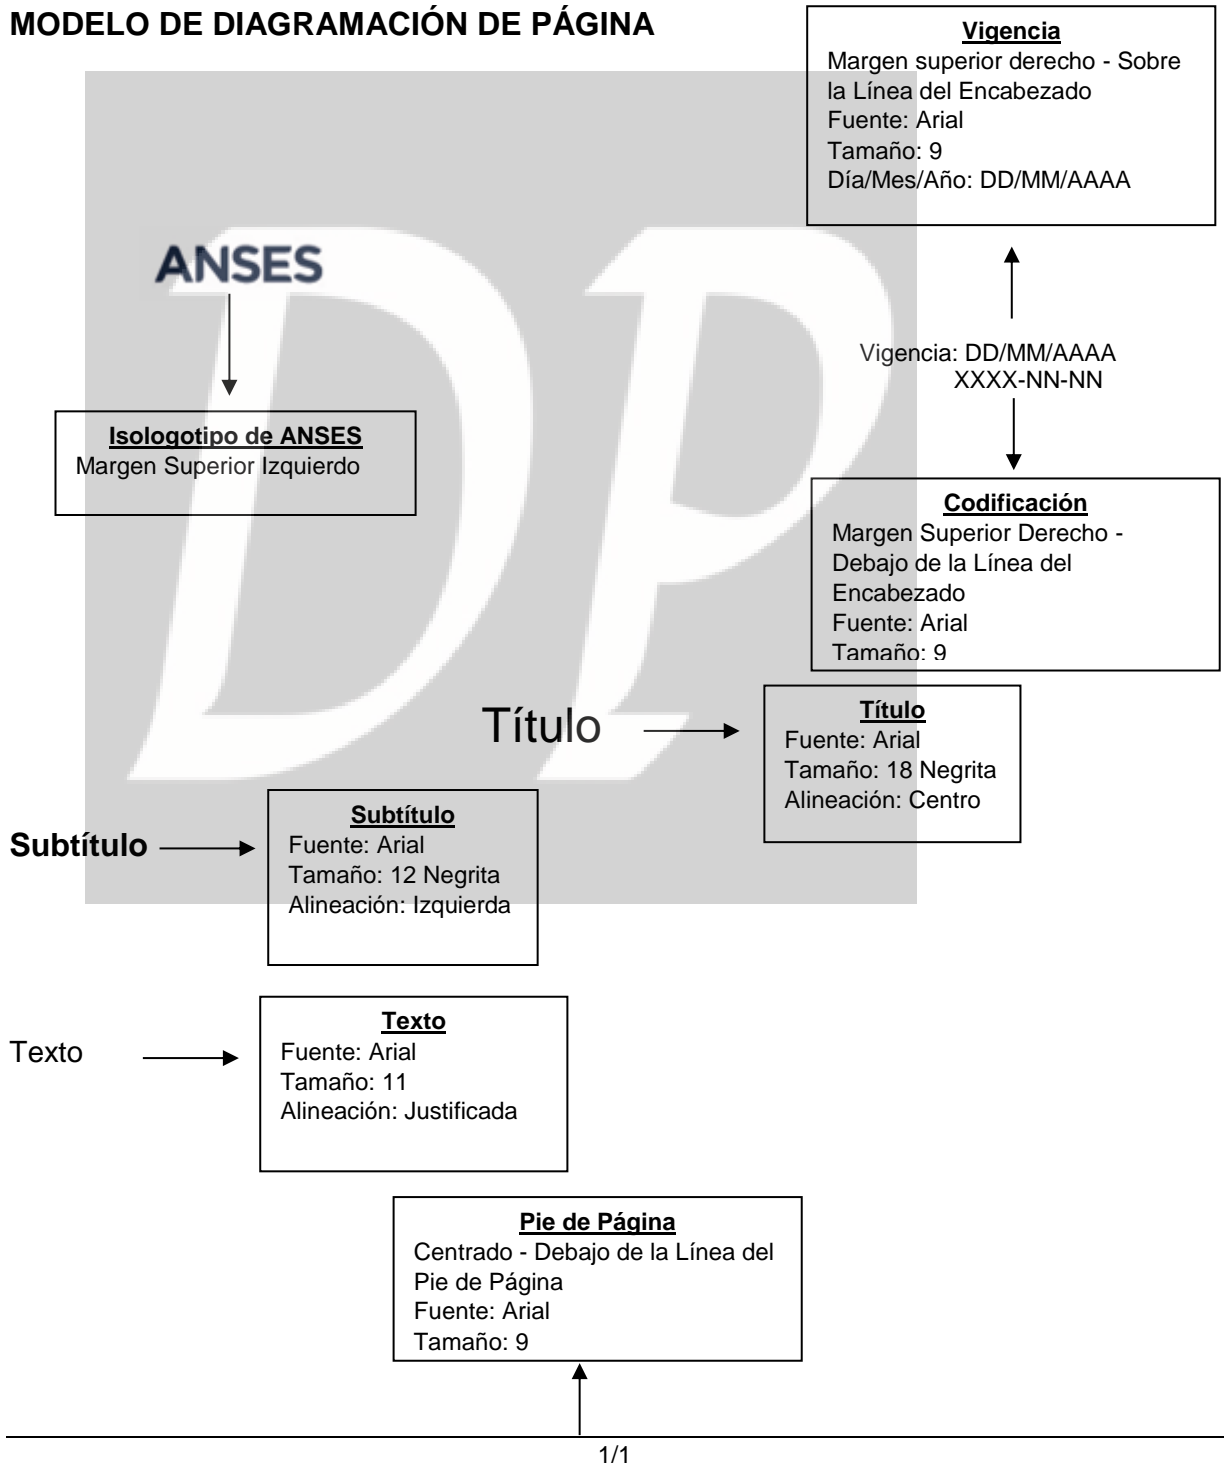 MODELO DE DIAGRAMACIÓN DE PÁGINA
Vigencia
Margen superior derecho - Sobre
la Línea del Encabezado
Fuente: Arial
Tamaño: 9
Día/Mes/Año: DD/MM/AAAA
ANSES
Vigencia: DD/MM/AAAA
XXXX-NN-NN
Isologotipo de ANSES
Margen Superior Izquierdo
Codificación
Margen Superior Derecho -
Debajo de la Línea del
Encabezado
Fuente: Arial
Tamaño: 9
DP
Título
Título
Fuente: Arial
Tamaño: 18 Negrita
Alineación: Centro
Subtítulo
Subtítulo
Fuente: Arial
Tamaño: 12 Negrita
Alineación: Izquierda
Texto
Texto
Fuente: Arial
Tamaño: 11
Alineación: Justificada
Pie de Página
Centrado - Debajo de la Línea del
Pie de Página
Fuente: Arial
Tamaño: 9
1/1